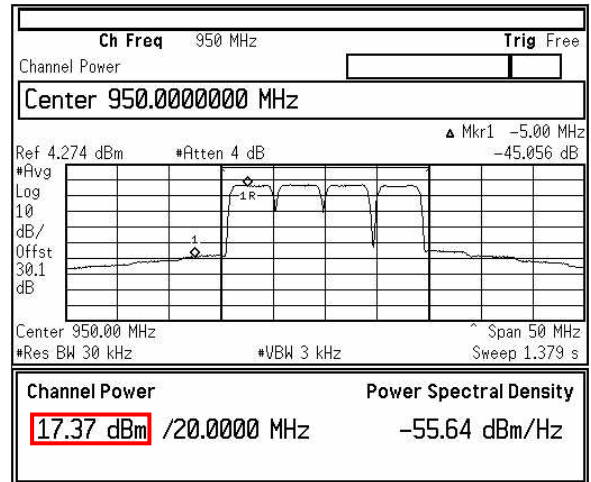 Ch Freq 950 MHz Trig Free
Channel Power
Center 950.0000000 MHz
Δ Mkr1 -5.00 MHz
Ref 4.274 dBm #Atten 4 dB -45.056 dB
#Avg
Log
10
dB/
Offst
30.1
dB
1R
1
Center 950.00 MHz ^ Span 50 MHz
#Res BW 30 kHz #VBW 3 kHz Sweep 1.379 s
Channel Power Power Spectral Density
17.37 dBm /20.0000 MHz -55.64 dBm/Hz